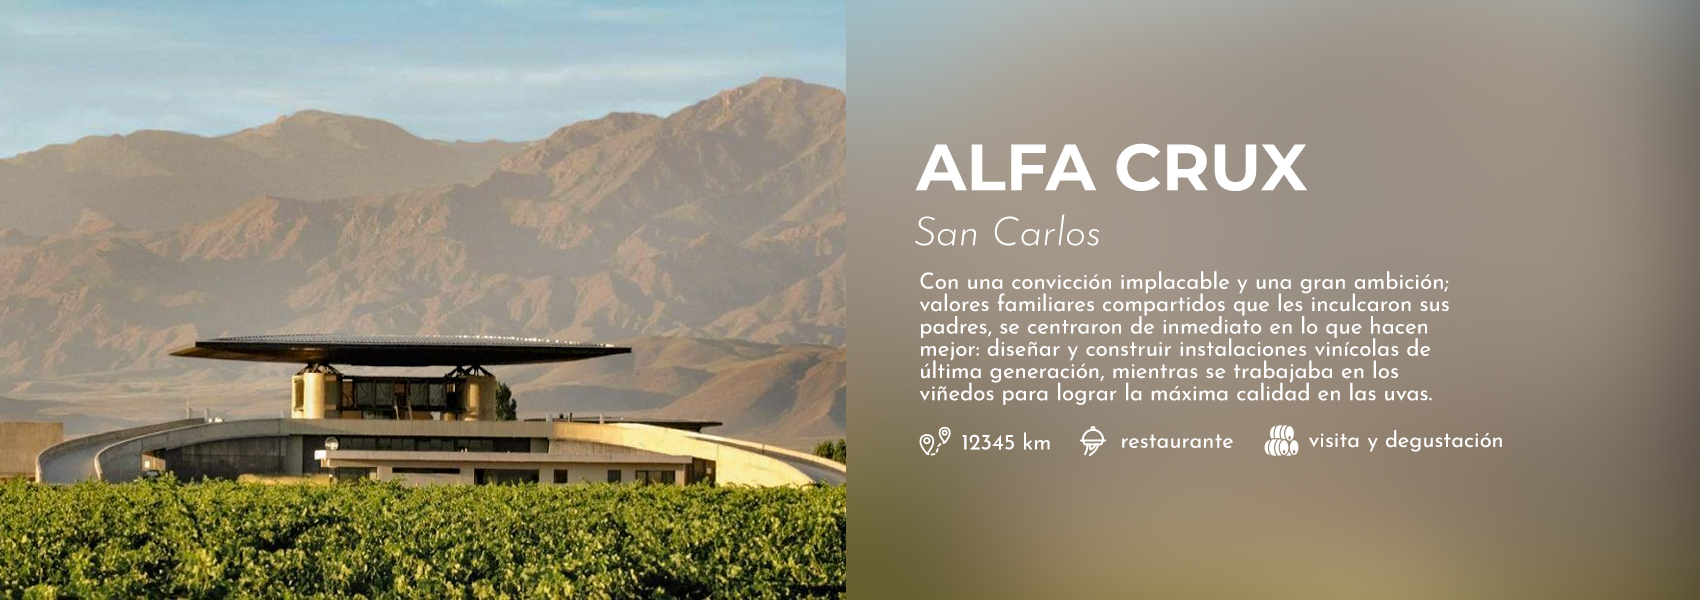 ALFA CRUX
San Carlos
Con una convicción implacable y una gran ambición;
valores familiares compartidos que les inculcaron sus
padres, se centraron de inmediato en lo que hacen
mejor: diseñar y construir instalaciones vinícolas de
última generación, mientras se trabajaba en los
viñedos para lograr la máxima calidad en las uvas.
12345 km restaurante visita y degustación